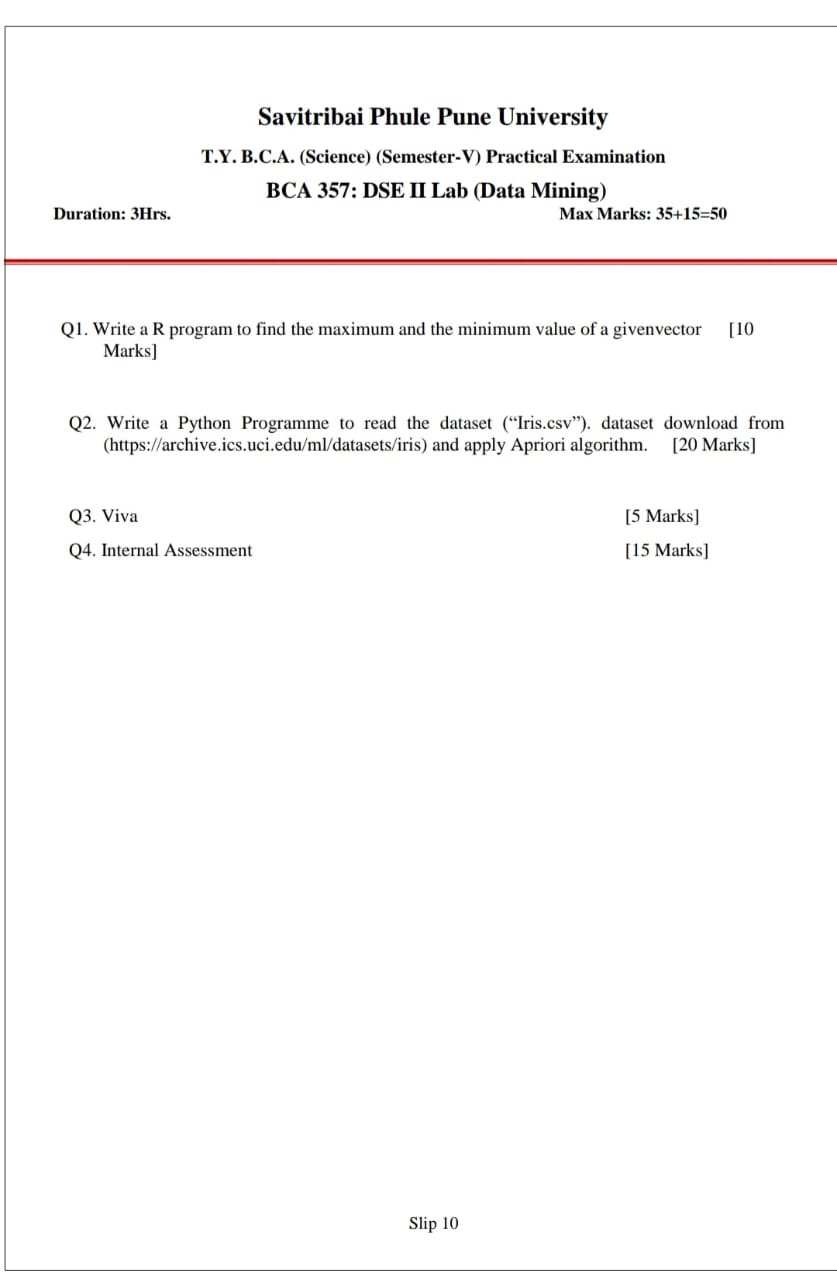 Savitribai Phule Pune University
T.Y. B.C.A. (Science) (Semester-V) Practical Examination
BCA 357: DSE II Lab (Data Mining)
Duration: 3Hrs. Max Marks: 35+15=50
Q1. Write a R program to find the maximum and the minimum value of a givenvector [10
Marks]
Q2. Write a Python Programme to read the dataset (“Iris.csv”). dataset download from
(https://archive.ics.uci.edu/ml/datasets/iris) and apply Apriori algorithm. [20 Marks]
Q3. Viva [5 Marks]
Q4. Internal Assessment [15 Marks]
Slip 10